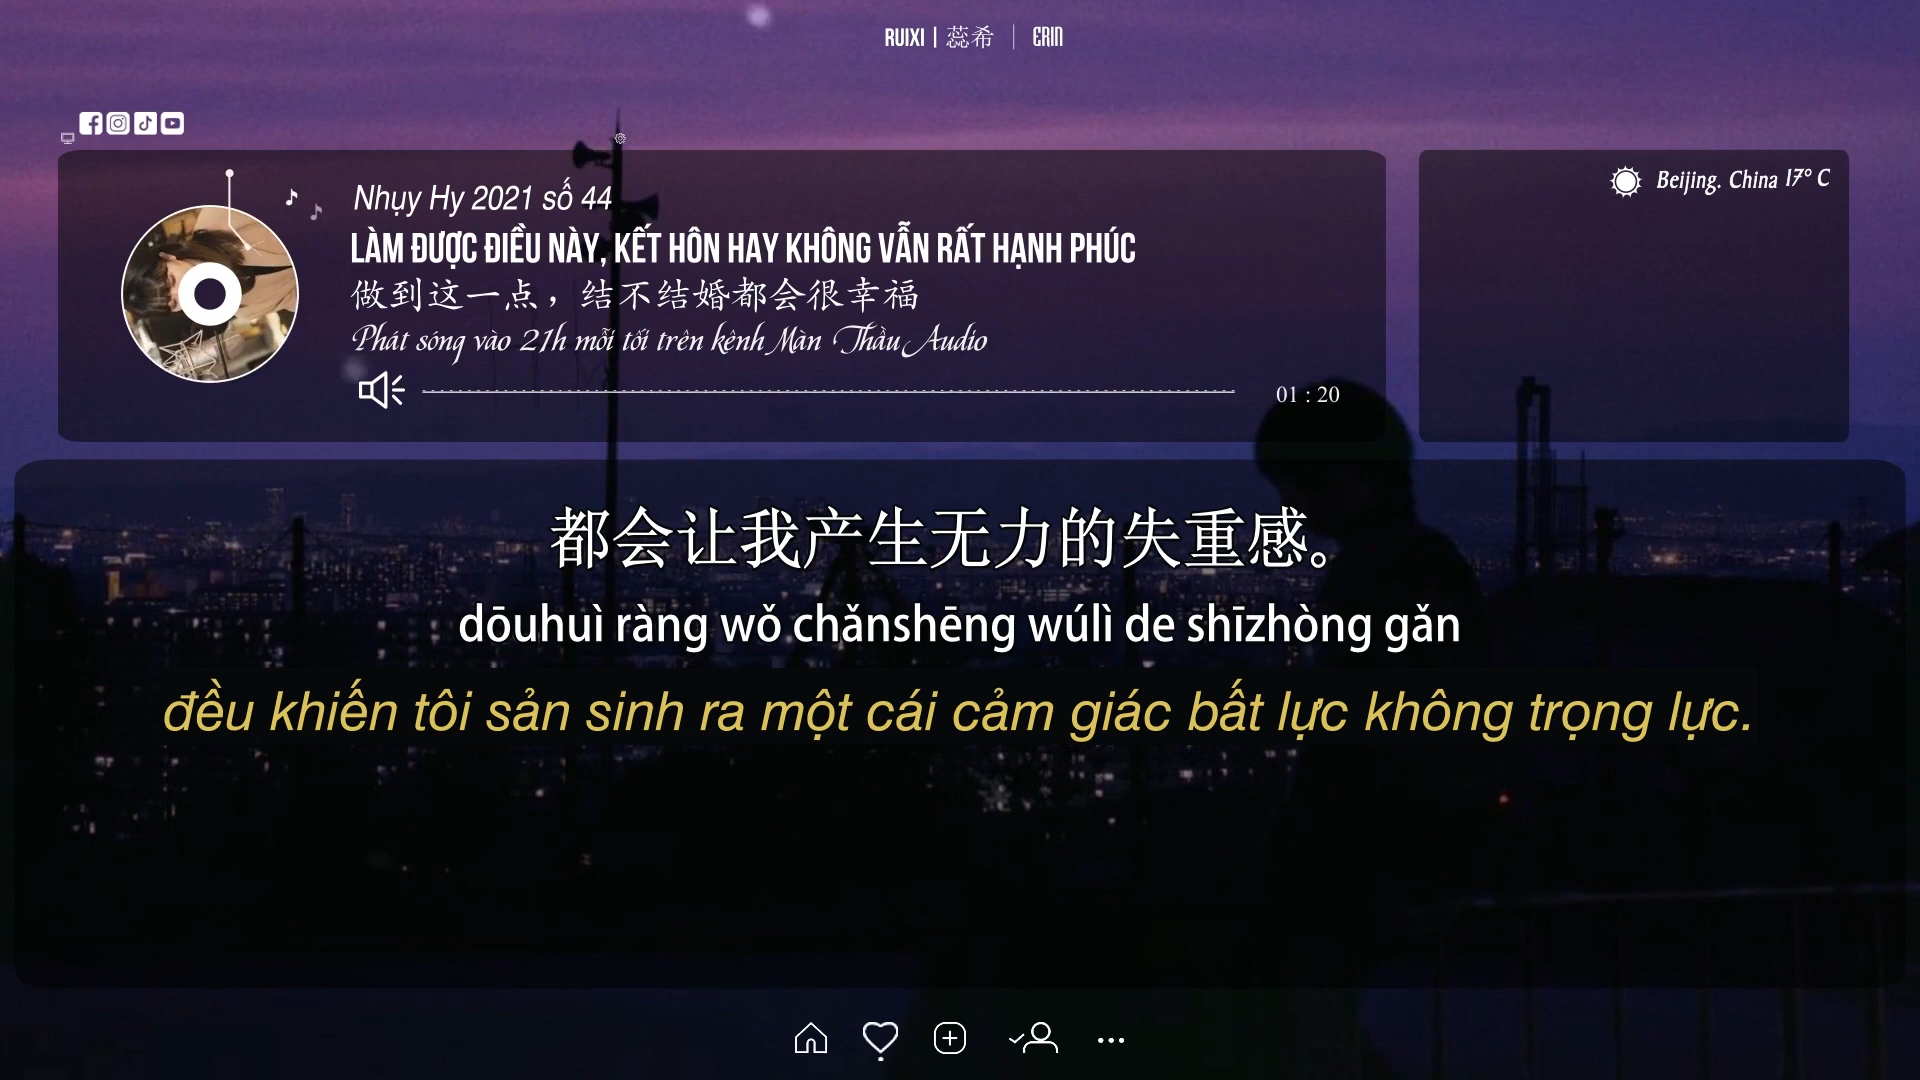 RUIXI | 蕊希 | ERIN
Nhụy Hy 2021 số 44
LÀM ĐƯỢC ĐIỀU NÀY, KẾT HÔN HAY KHÔNG VẪN RẤT HẠNH PHÚC
做到这一点，结不结婚都会很幸福
Phát sóng vào 21h mỗi tối trên kênh Màn Thầu Audio
01 : 20
Beijing. China 17° C
都会让我产生无力的失重感。
dōuhuì ràng wǒ chǎnshēng wúlì de shīzhòng gǎn
đều khiến tôi sản sinh ra một cái cảm giác bất lực không trọng lực.